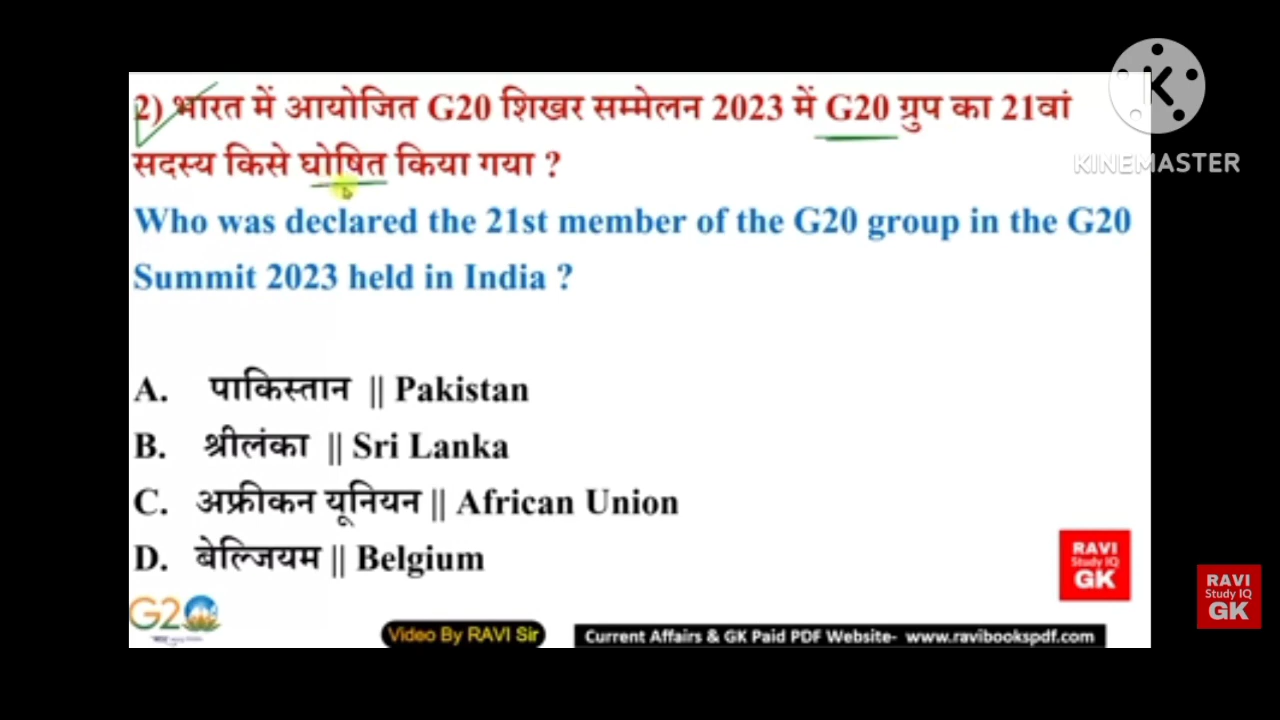 2) भारत में आयोजित G20 शिखर सम्मेलन 2023 में G20 ग्रुप का 21वां
सदस्य किसे घोषित किया गया ?
Who was declared the 21st member of the G20 group in the G20
Summit 2023 held in India ?
A. पाकिस्तान || Pakistan
B. श्रीलंका || Sri Lanka
C. अफ्रीकन यूनियन || African Union
D. बेल्जियम || Belgium
K
KINEMASTER
RAVI
Study IQ
GK
RAVI
Study IQ
GK
G20
Video By RAVI Sir
Current Affairs & GK Paid PDF Website- www.ravibookspdf.com